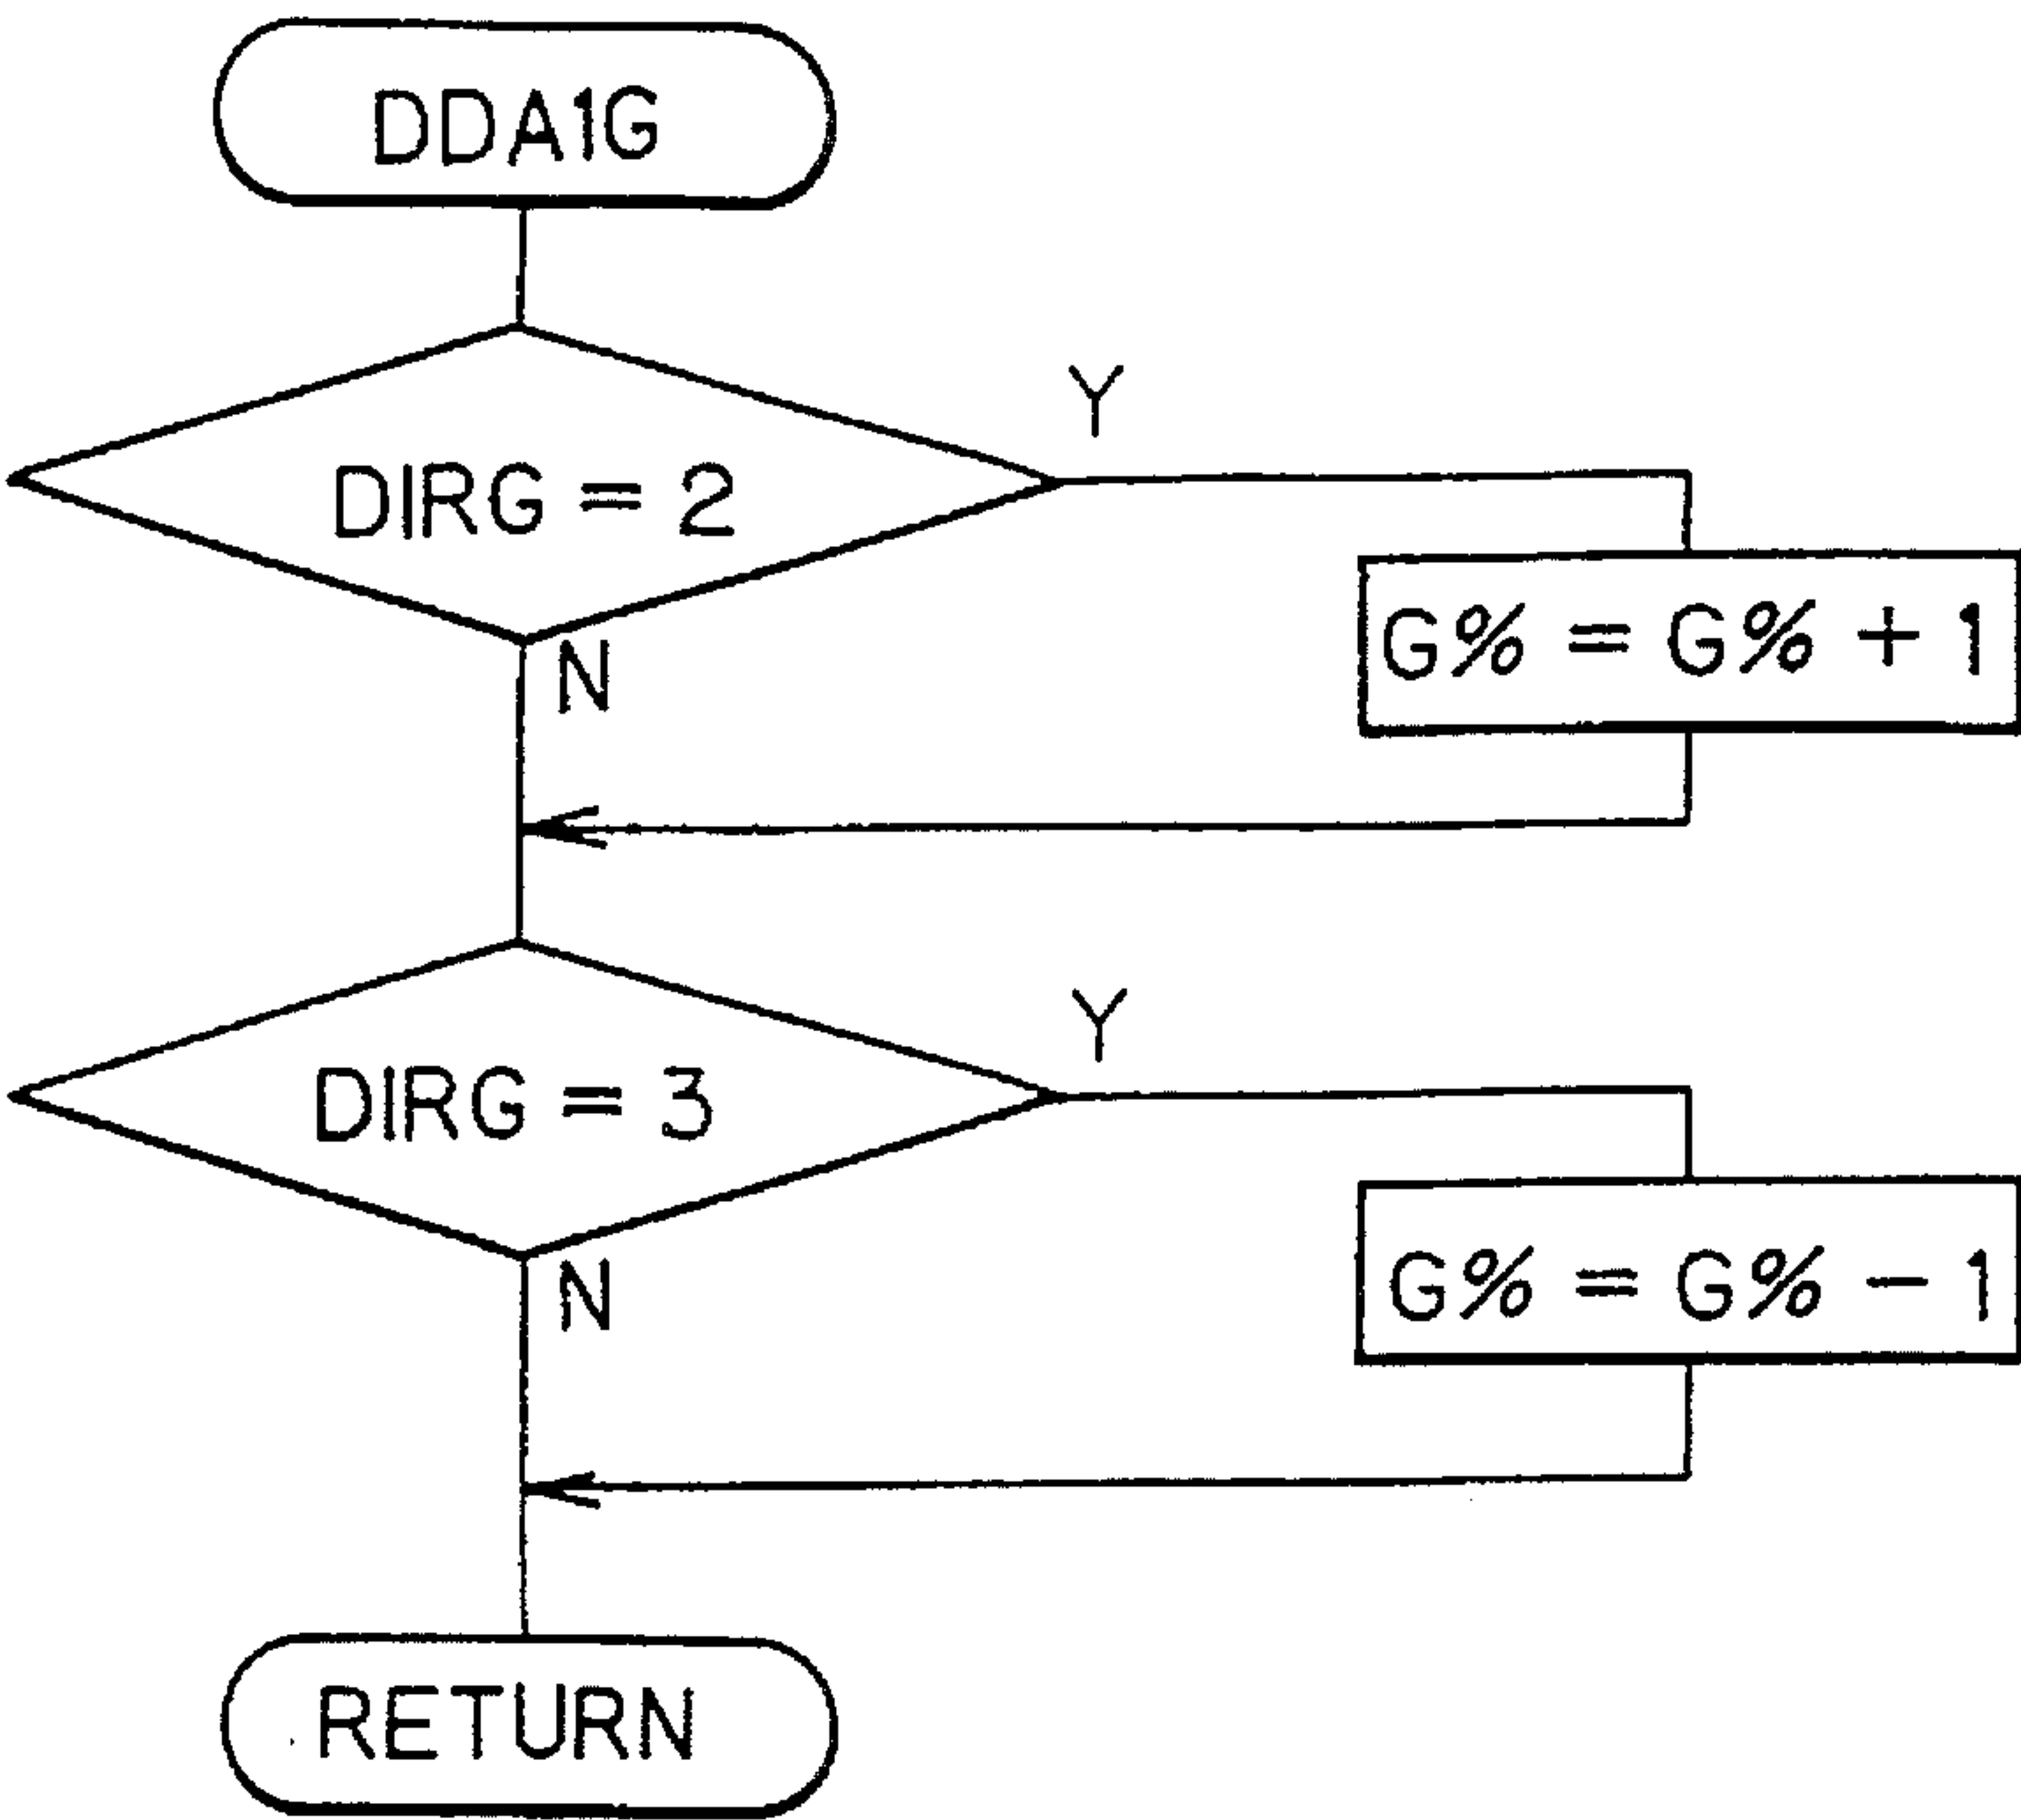 DDA1G
DIRG = 2
Y
G% = G% + 1
N
DIRG = 3
Y
G% = G% - 1
N
RETURN